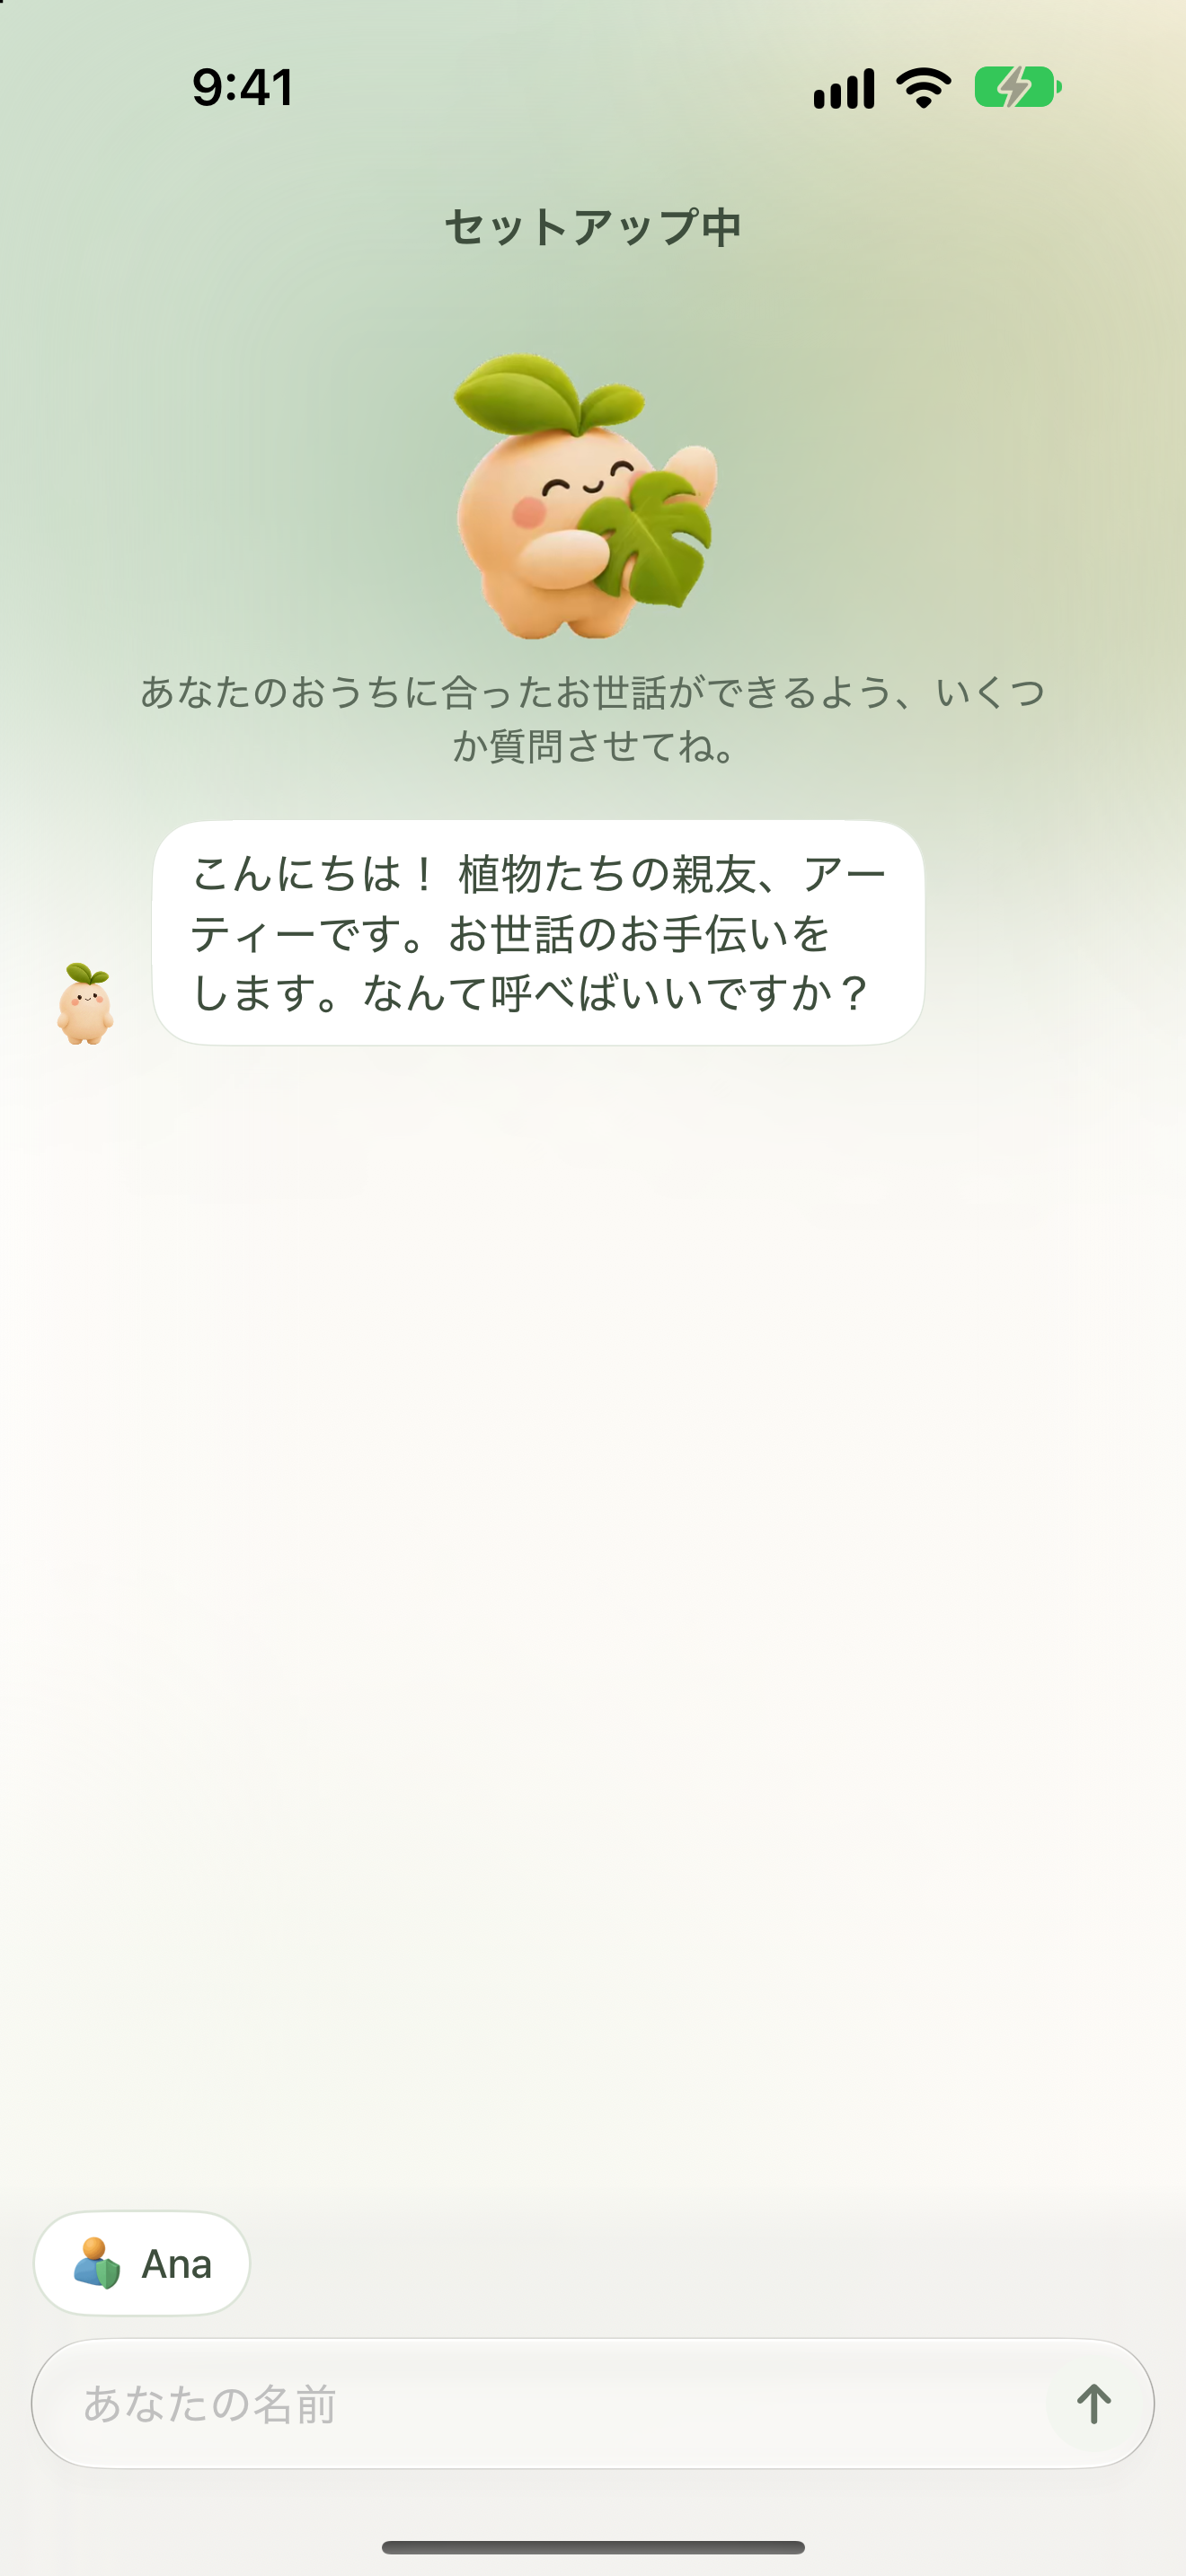 9:41
セットアップ中
あなたのおうちに合ったお世話ができるよう、いくつ
か質問させてね。
こんにちは！ 植物たちの親友、アー
ティーです。お世話のお手伝いを
します。なんて呼べばいいですか？
Ana
あなたの名前